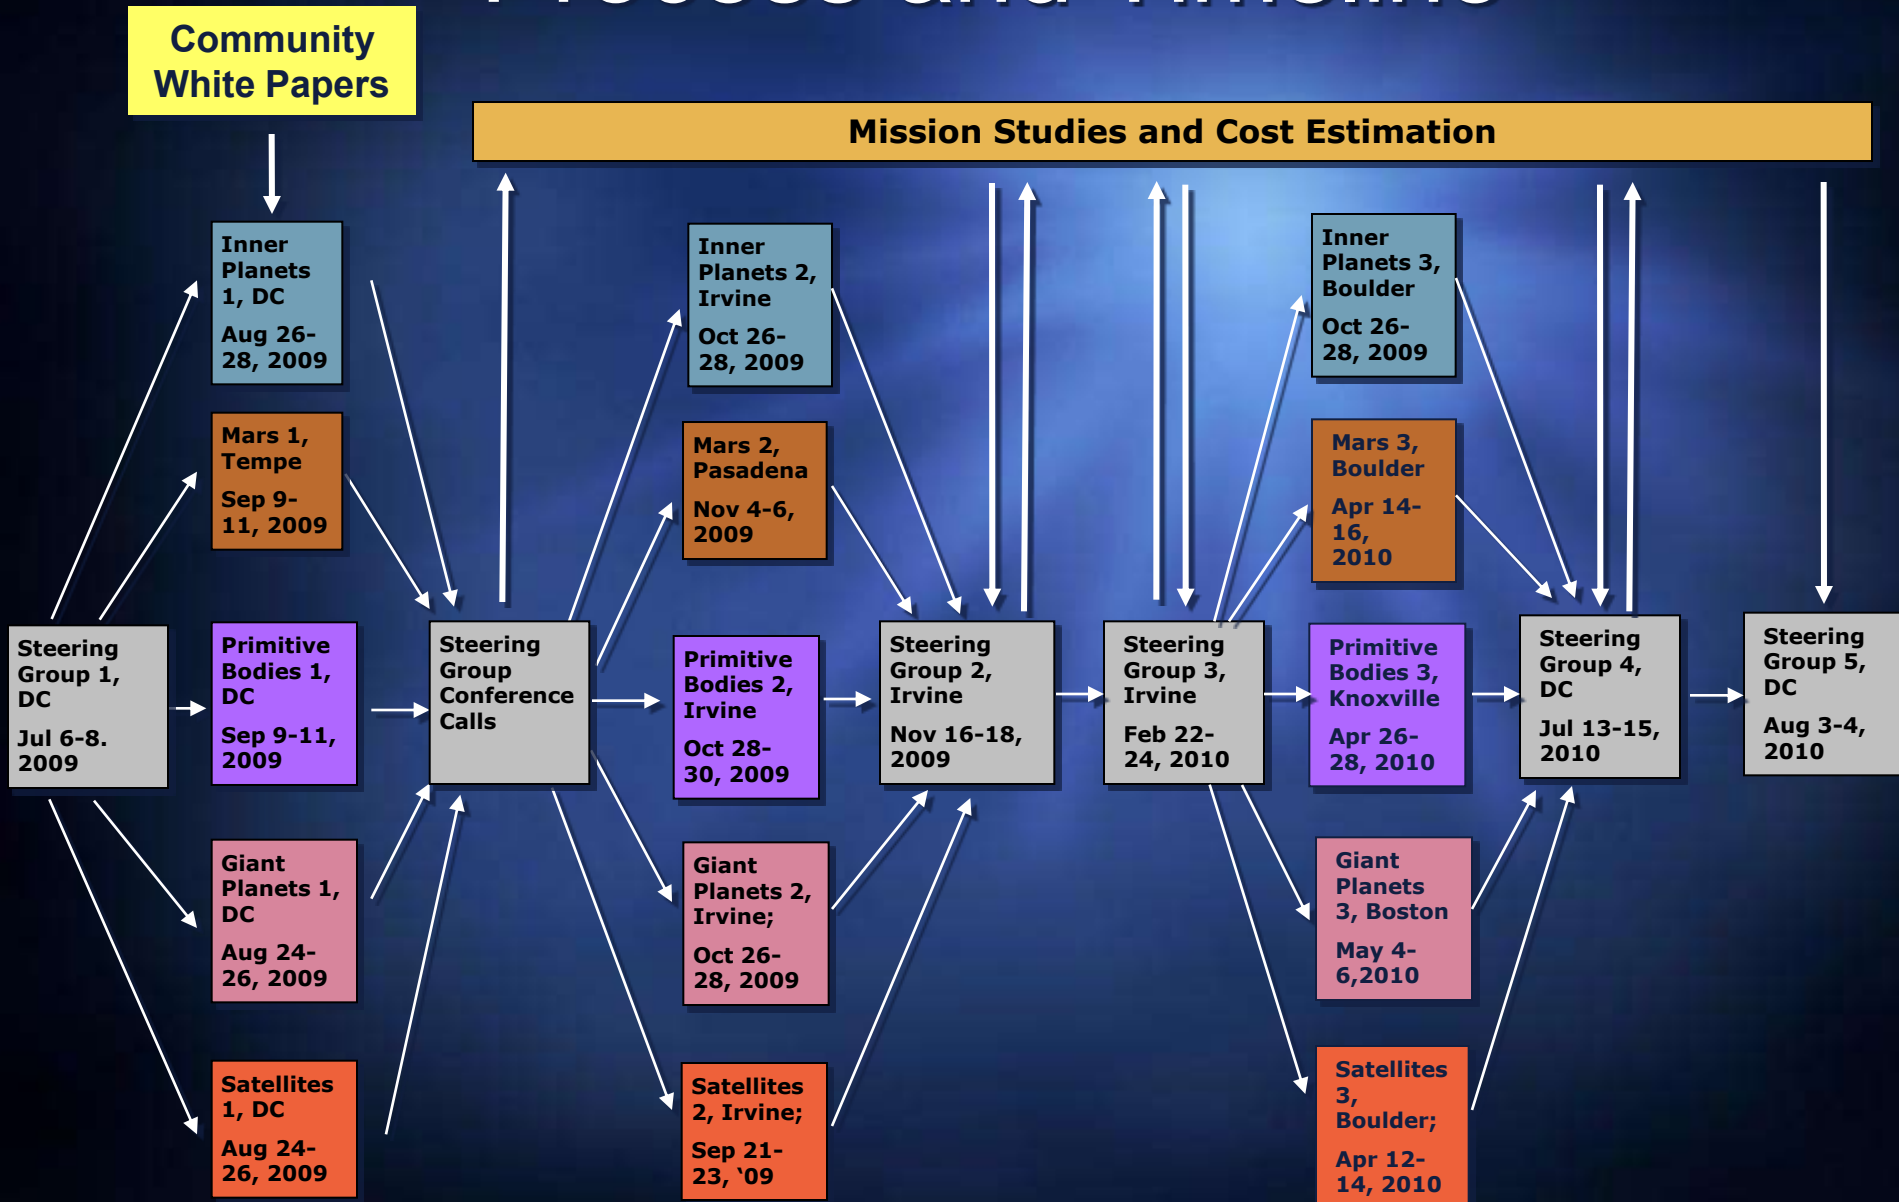 Process and Timeline
Community
White Papers
Mission Studies and Cost Estimation
Inner
Planets
1, DC
Aug 26-
28, 2009
Mars 1,
Tempe
Sep 9-
11, 2009
Steering
Group 1,
DC
Jul 6-8.
2009
Primitive
Bodies 1,
DC
Sep 9-11,
2009
Giant
Planets 1,
DC
Aug 24-
26, 2009
Satellites
1, DC
Aug 24-
26, 2009
Steering
Group
Conference
Calls
Inner
Planets 2,
Irvine
Oct 26-
28, 2009
Mars 2,
Pasadena
Nov 4-6,
2009
Primitive
Bodies 2,
Irvine
Oct 28-
30, 2009
Giant
Planets 2,
Irvine;
Oct 26-
28, 2009
Satellites
2, Irvine;
Sep 21-
23, ‘09
Steering
Group 2,
Irvine
Nov 16-18,
2009
Steering
Group 3,
Irvine
Feb 22-
24, 2010
Inner
Planets 3,
Boulder
Oct 26-
28, 2009
Mars 3,
Boulder
Apr 14-
16,
2010
Primitive
Bodies 3,
Knoxville
Apr 26-
28, 2010
Giant
Planets
3, Boston
May 4-
6,2010
Satellites
3,
Boulder;
Apr 12-
14, 2010
Steering
Group 4,
DC
Jul 13-15,
2010
Steering
Group 5,
DC
Aug 3-4,
2010